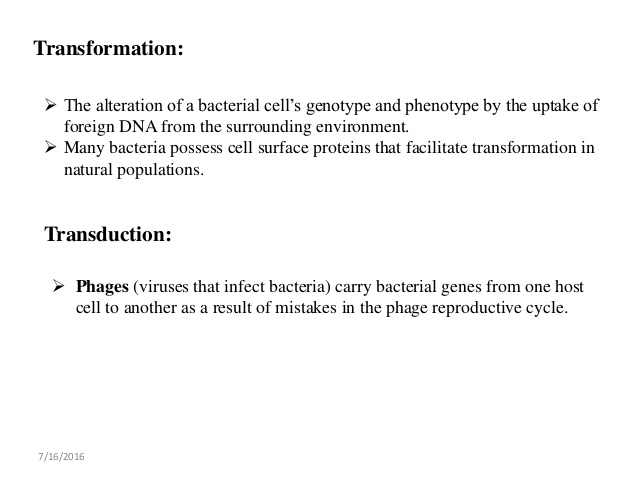 Transformation:
➢ The alteration of a bacterial cell’s genotype and phenotype by the uptake of
foreign DNA from the surrounding environment.
➢ Many bacteria possess cell surface proteins that facilitate transformation in
natural populations.
Transduction:
➢ Phages (viruses that infect bacteria) carry bacterial genes from one host
cell to another as a result of mistakes in the phage reproductive cycle.
7/16/2016